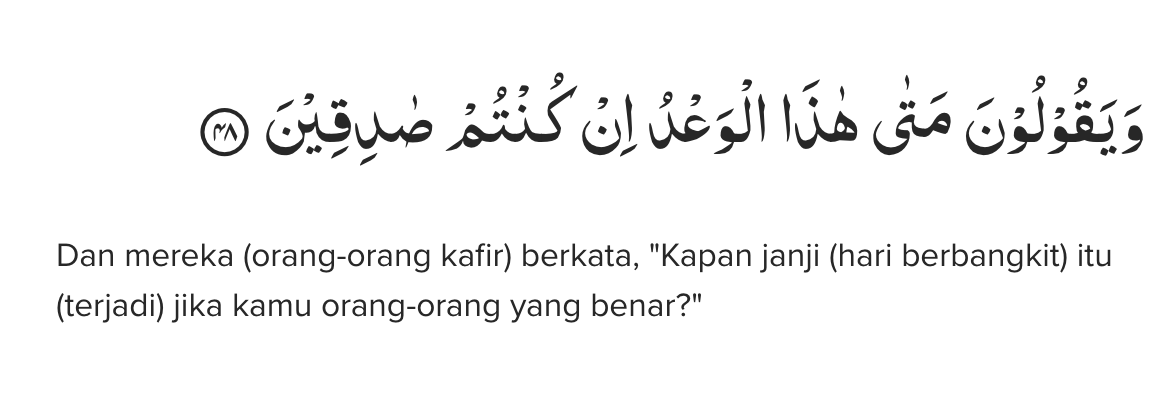 وَيَقُوْلُوْنَ مَتٰى هٰذَا الْوَعْدُ اِنْ كُنْتُمْ صٰدِقِيْنَ ۴۸
Dan mereka (orang-orang kafir) berkata, "Kapan janji (hari berbangkit) itu
(terjadi) jika kamu orang-orang yang benar?"